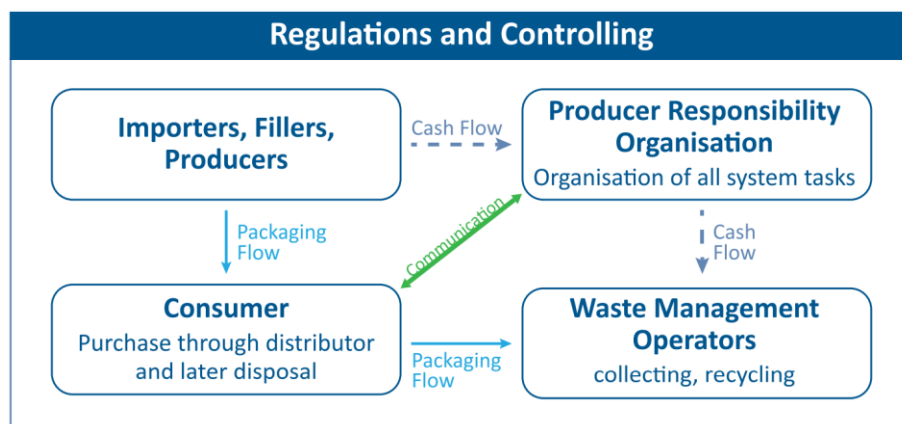 Regulations and Controlling
Importers, Fillers,
Producers
Cash Flow
Producer Responsibility
Organisation
Organisation of all system tasks
Packaging
Flow
Communication
Cash
Flow
Consumer
Purchase through distributor
and later disposal
Packaging
Flow
Waste Management
Operators
collecting, recycling